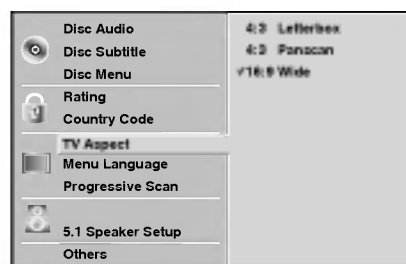 Disc Audio
Disc Subtitle
Disc Menu
Rating
Country Code
TV Aspect
Menu Language
Progressive Scan
5.1 Speaker Setup
Others
4:3 Letterbox
4:3 Panscan
✓16:9 Wide